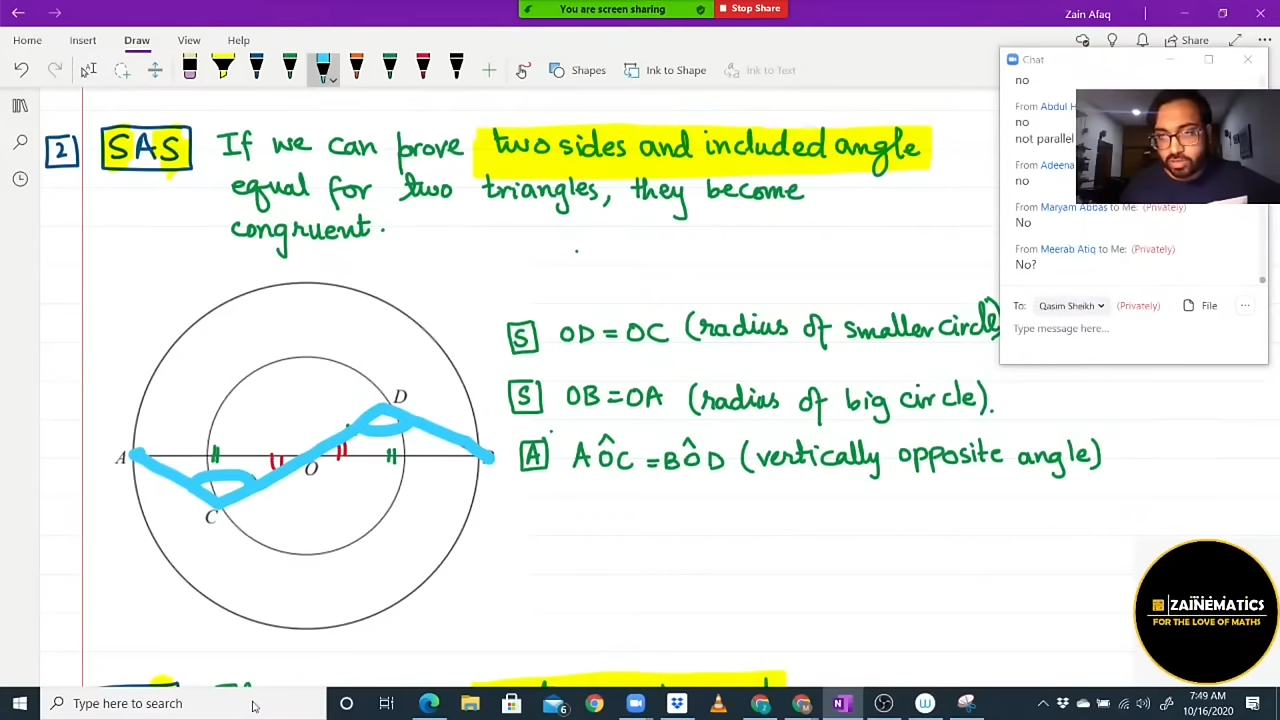 You are screen sharing
Stop Share
Zain Afaq
Home Insert Draw View Help
Share
Shapes
Ink to Shape
Ink to Text
Chat
no
From Abdul H
no
not parallel
From Adeena
no
From Maryam Abbas to Me: (Privately)
No
From Meerab Atiq to Me: (Privately)
No?
To: Qasim Sheikh (Privately) File
Type message here...
2 SAS If we can prove two sides and included angle
equal for two triangles, they become
congruent.
S OD = OC (radius of smaller circle)
S OB = OA (radius of big circle).
A AÔC = BÔD (vertically opposite angle)
D
A
O
C
ZAINEMATICS
FOR THE LOVE OF MATHS
Type here to search
6
7:49 AM
10/16/2020